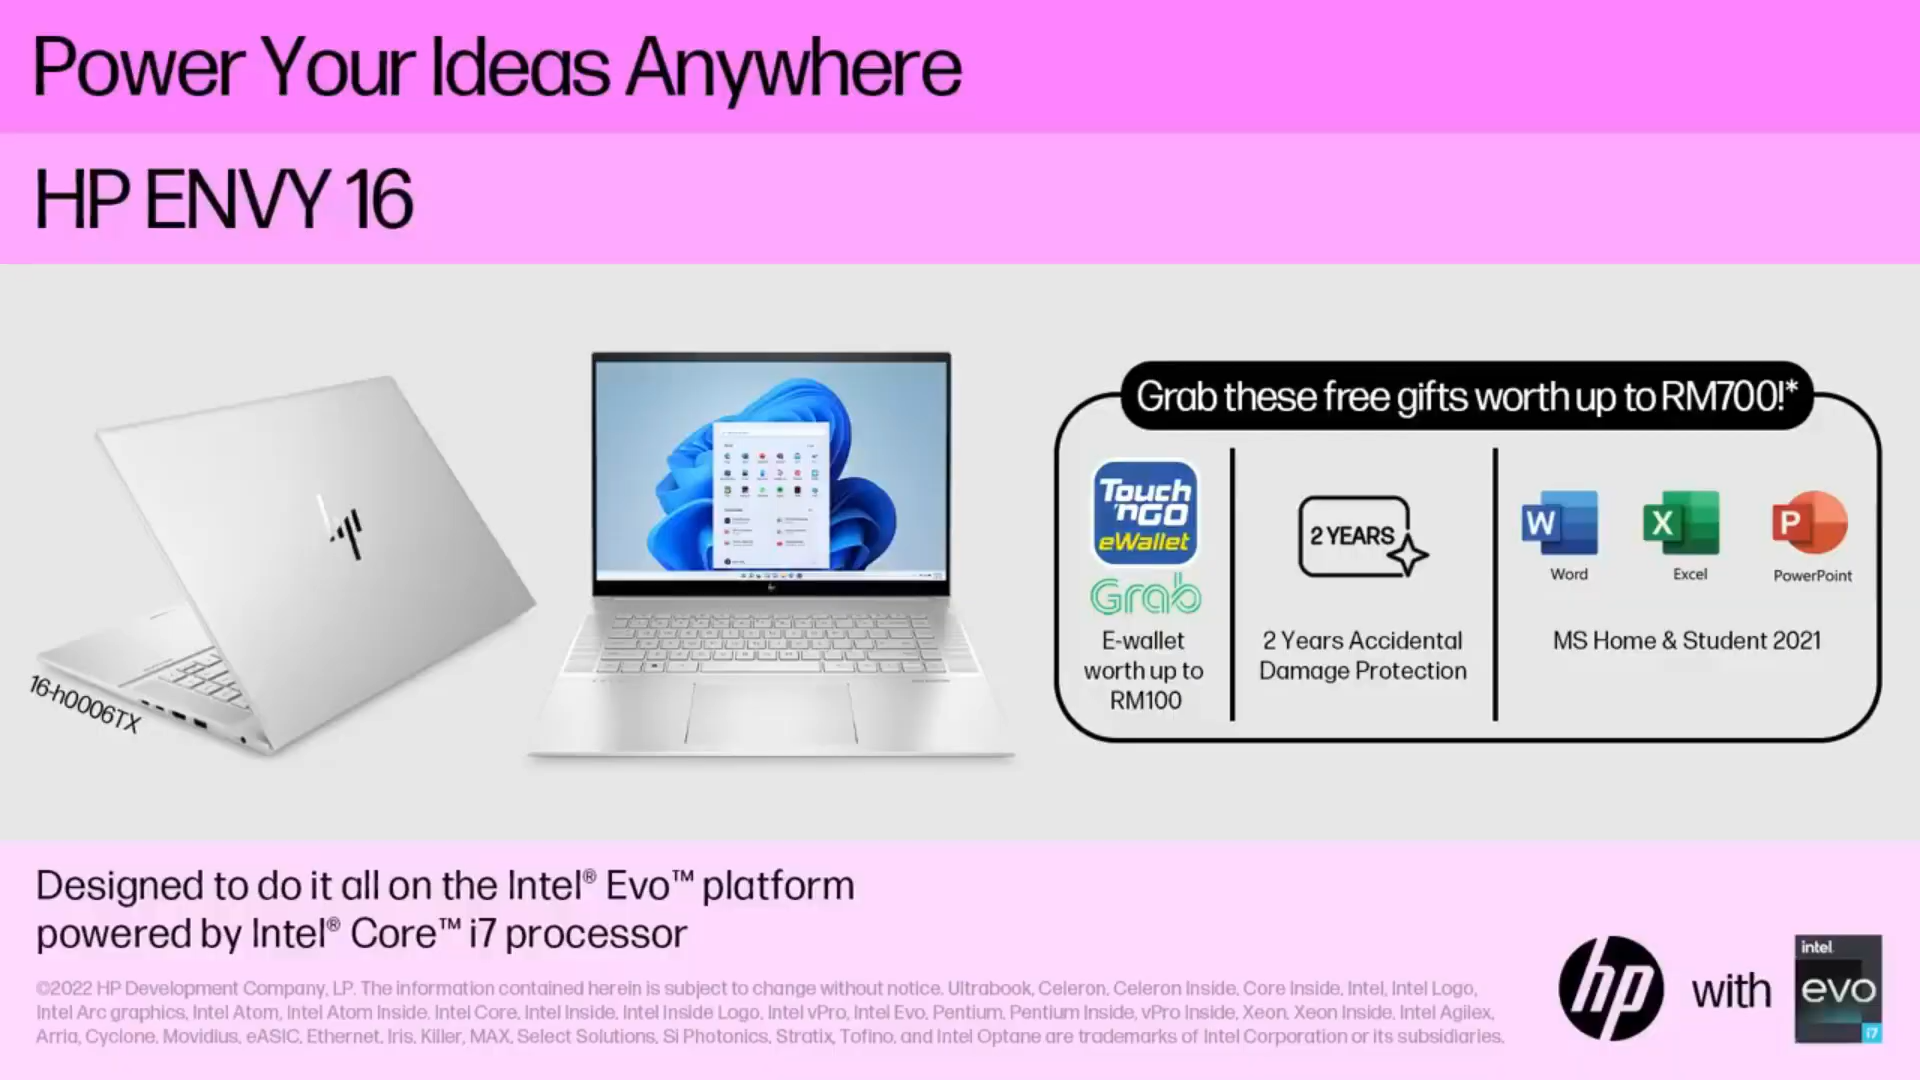 Power Your Ideas Anywhere
HP ENVY 16
16-h0006TX
Grab these free gifts worth up to RM700!*
Touch
'nGO
eWallet
Grab
E-wallet
worth up to
RM100
2 YEARS
2 Years Accidental
Damage Protection
W
X
P
Word
Excel
PowerPoint
MS Home & Student 2021
Designed to do it all on the Intel® Evo™ platform
powered by Intel® Core™ i7 processor
©2022 HP Development Company, LP. The information contained herein is subject to change without notice. Ultrabook, Celeron, Celeron Inside, Core Inside, Intel, Intel Logo,
Intel Arc graphics, Intel Atom, Intel Atom Inside, Intel Core, Intel Inside, Intel Inside Logo, Intel vPro, Intel Evo, Pentium, Pentium Inside, vPro Inside, Xeon, Xeon Inside, Intel Agilex,
Arria, Cyclone, Movidius, eASIC, Ethernet, Iris, Killer, MAX, Select Solutions, Si Photonics, Stratix, Tofino, and Intel Optane are trademarks of Intel Corporation or its subsidiaries.
hp
with
intel
evo
i7